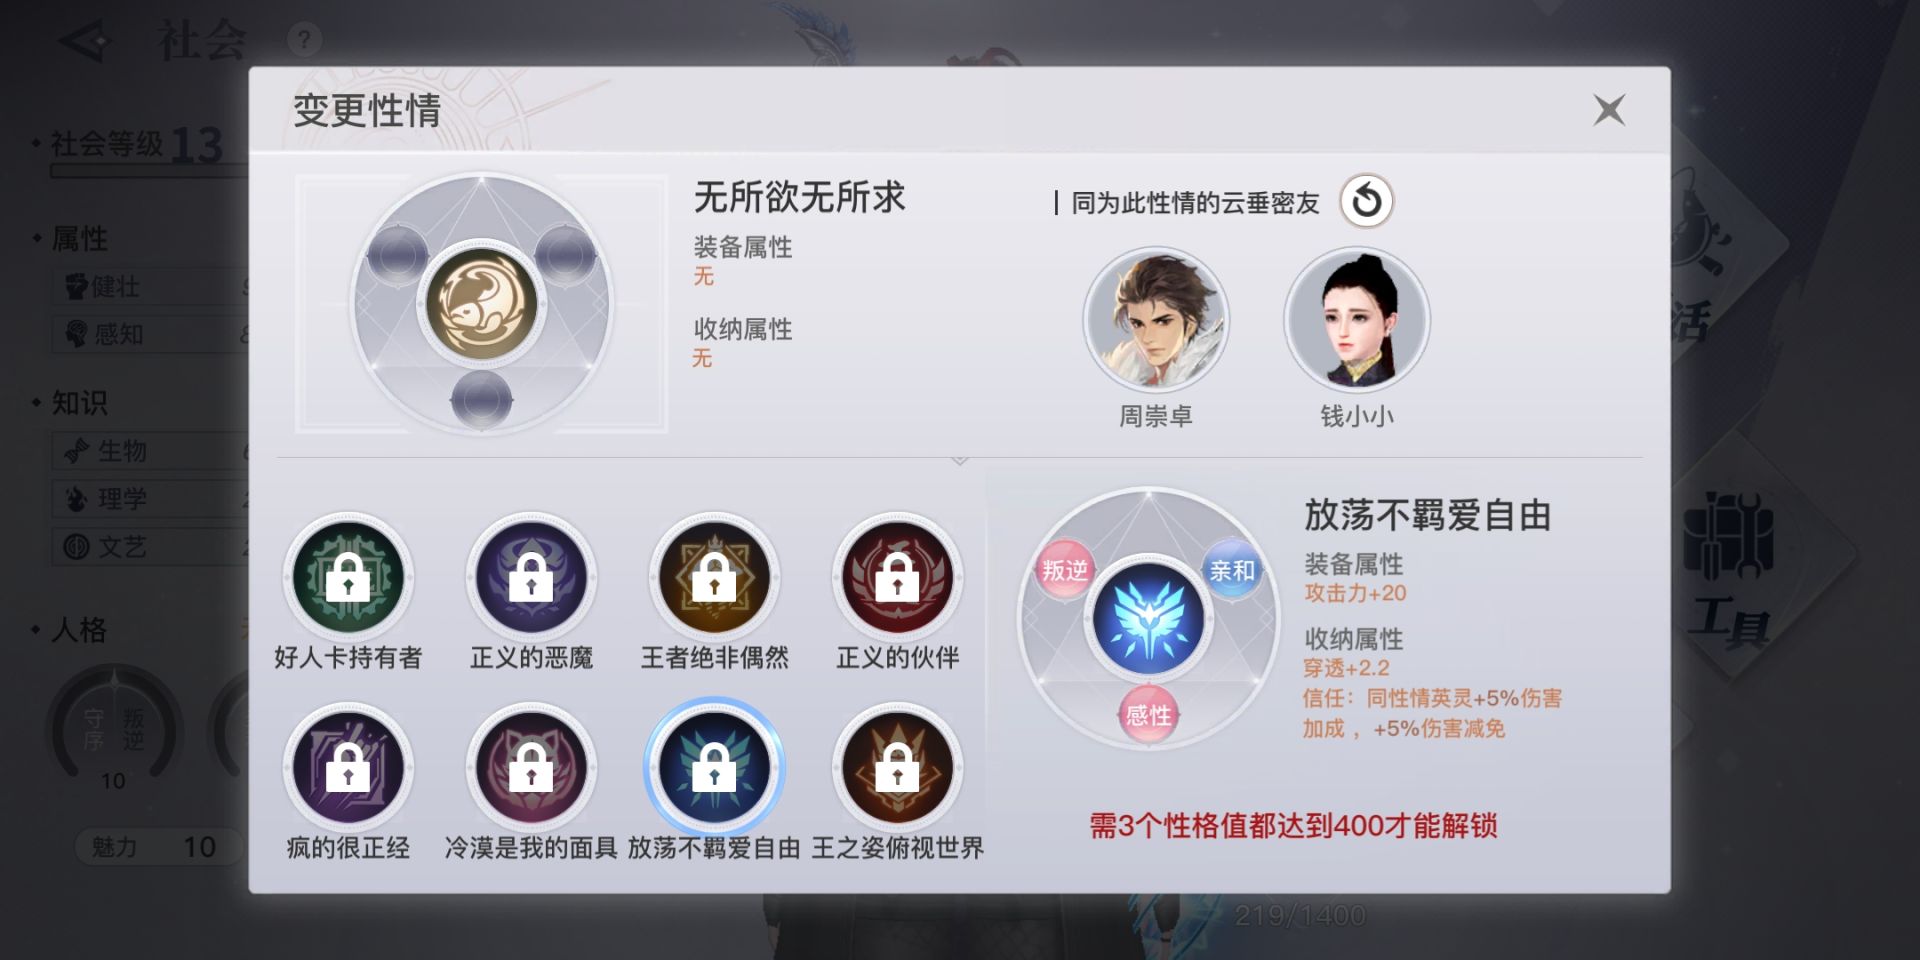 社会
?
社会等级 13
属性
健壮
感知
知识
生物
理学
文艺
人格
守序
叛逆
10
魅力 10
变更性情
无所欲无所求
装备属性
无
收纳属性
无
同为此性情的云垂密友
周崇卓
钱小小
好人卡持有者
正义的恶魔
王者绝非偶然
正义的伙伴
疯的很正经
冷漠是我的面具
放荡不羁爱自由
王之姿俯视世界
叛逆
亲和
感性
放荡不羁爱自由
装备属性
攻击力+20
收纳属性
穿透+2.2
信任：同性情英灵+5%伤害
加成，+5%伤害减免
需3个性格值都达到400才能解锁
活
工具
219/1400